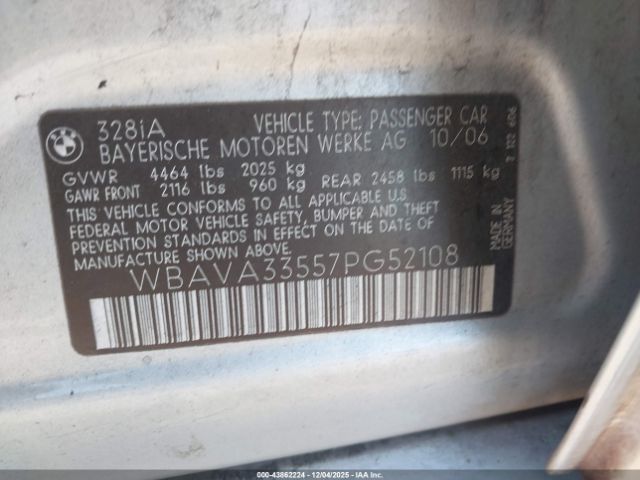 BMW
328iA VEHICLE TYPE: PASSENGER CAR
BAYERISCHE MOTOREN WERKE AG 10/06
GVWR 4464 lbs 2025 kg
GAWR FRONT 2116 lbs 960 kg REAR 2458 lbs 1115 kg
THIS VEHICLE CONFORMS TO ALL APPLICABLE U.S
FEDERAL MOTOR VEHICLE SAFETY, BUMPER AND THEFT
PREVENTION STANDARDS IN EFFECT ON THE DATE OF
MANUFACTURE SHOWN ABOVE.
MADE IN
GERMANY
WBAVA33557PG52108
000-43862224 | 12/04/2025 | IAAI.COM